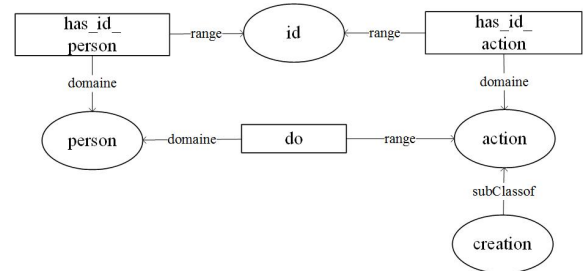 has_id_
person
range
id
range
has_id_
action
domaine
domaine
person
domaine
do
range
action
subClassof
creation